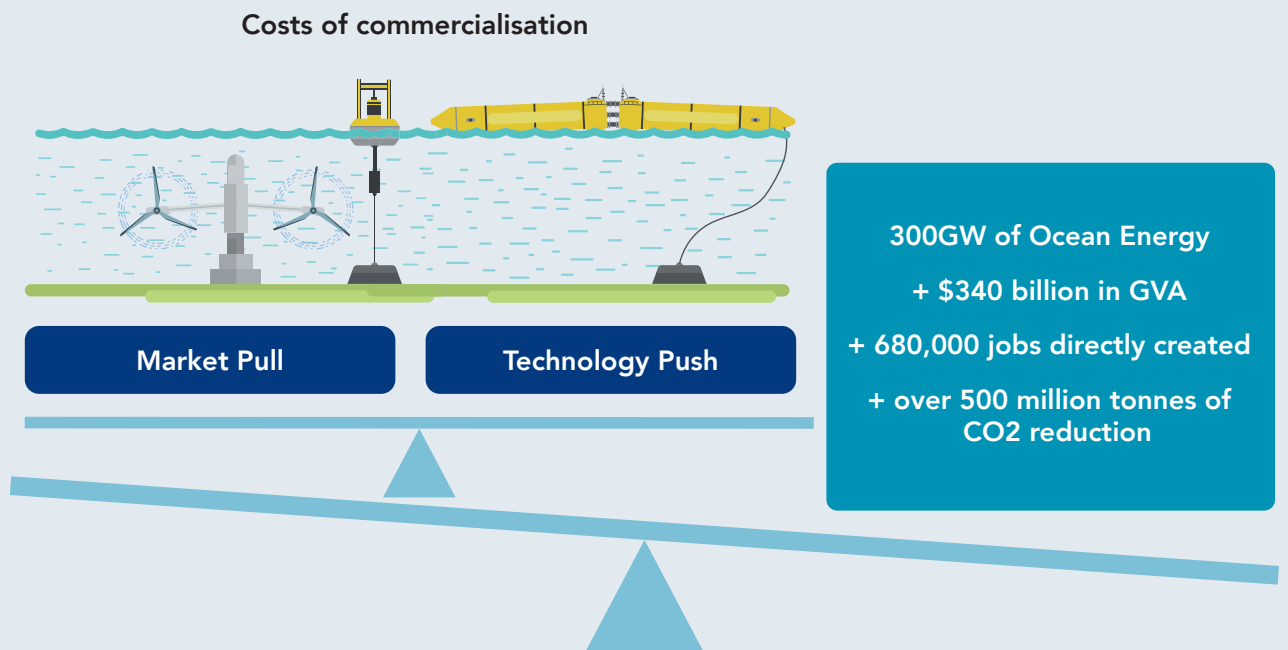 Costs of commercialisation
Market Pull
Technology Push
300GW of Ocean Energy
+ $340 billion in GVA
+ 680,000 jobs directly created
+ over 500 million tonnes of
CO2 reduction